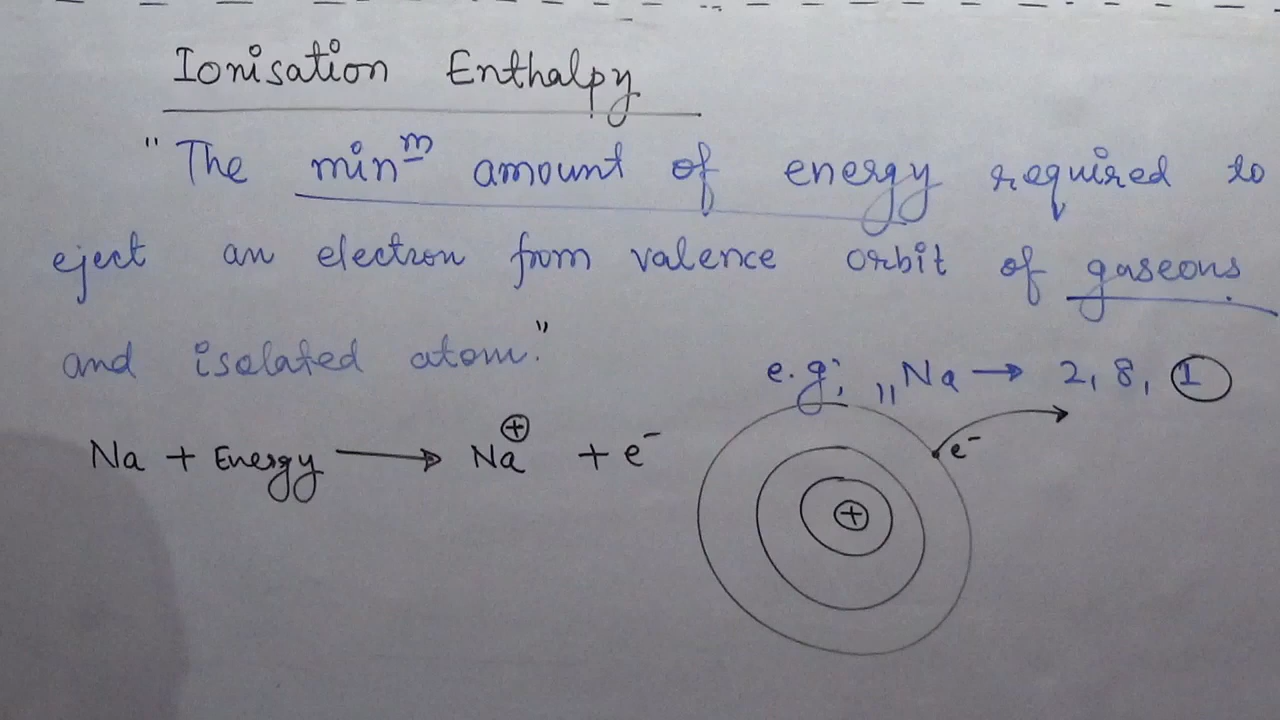 Ionisation Enthalpy
"The minᵐ amount of energy required to
eject an electron from valence orbit of gaseous
and isolated atom."
e.g; ₁₁Na → 2, 8, 1
Na + Energy → Na⊕ + e⁻
e⁻
+